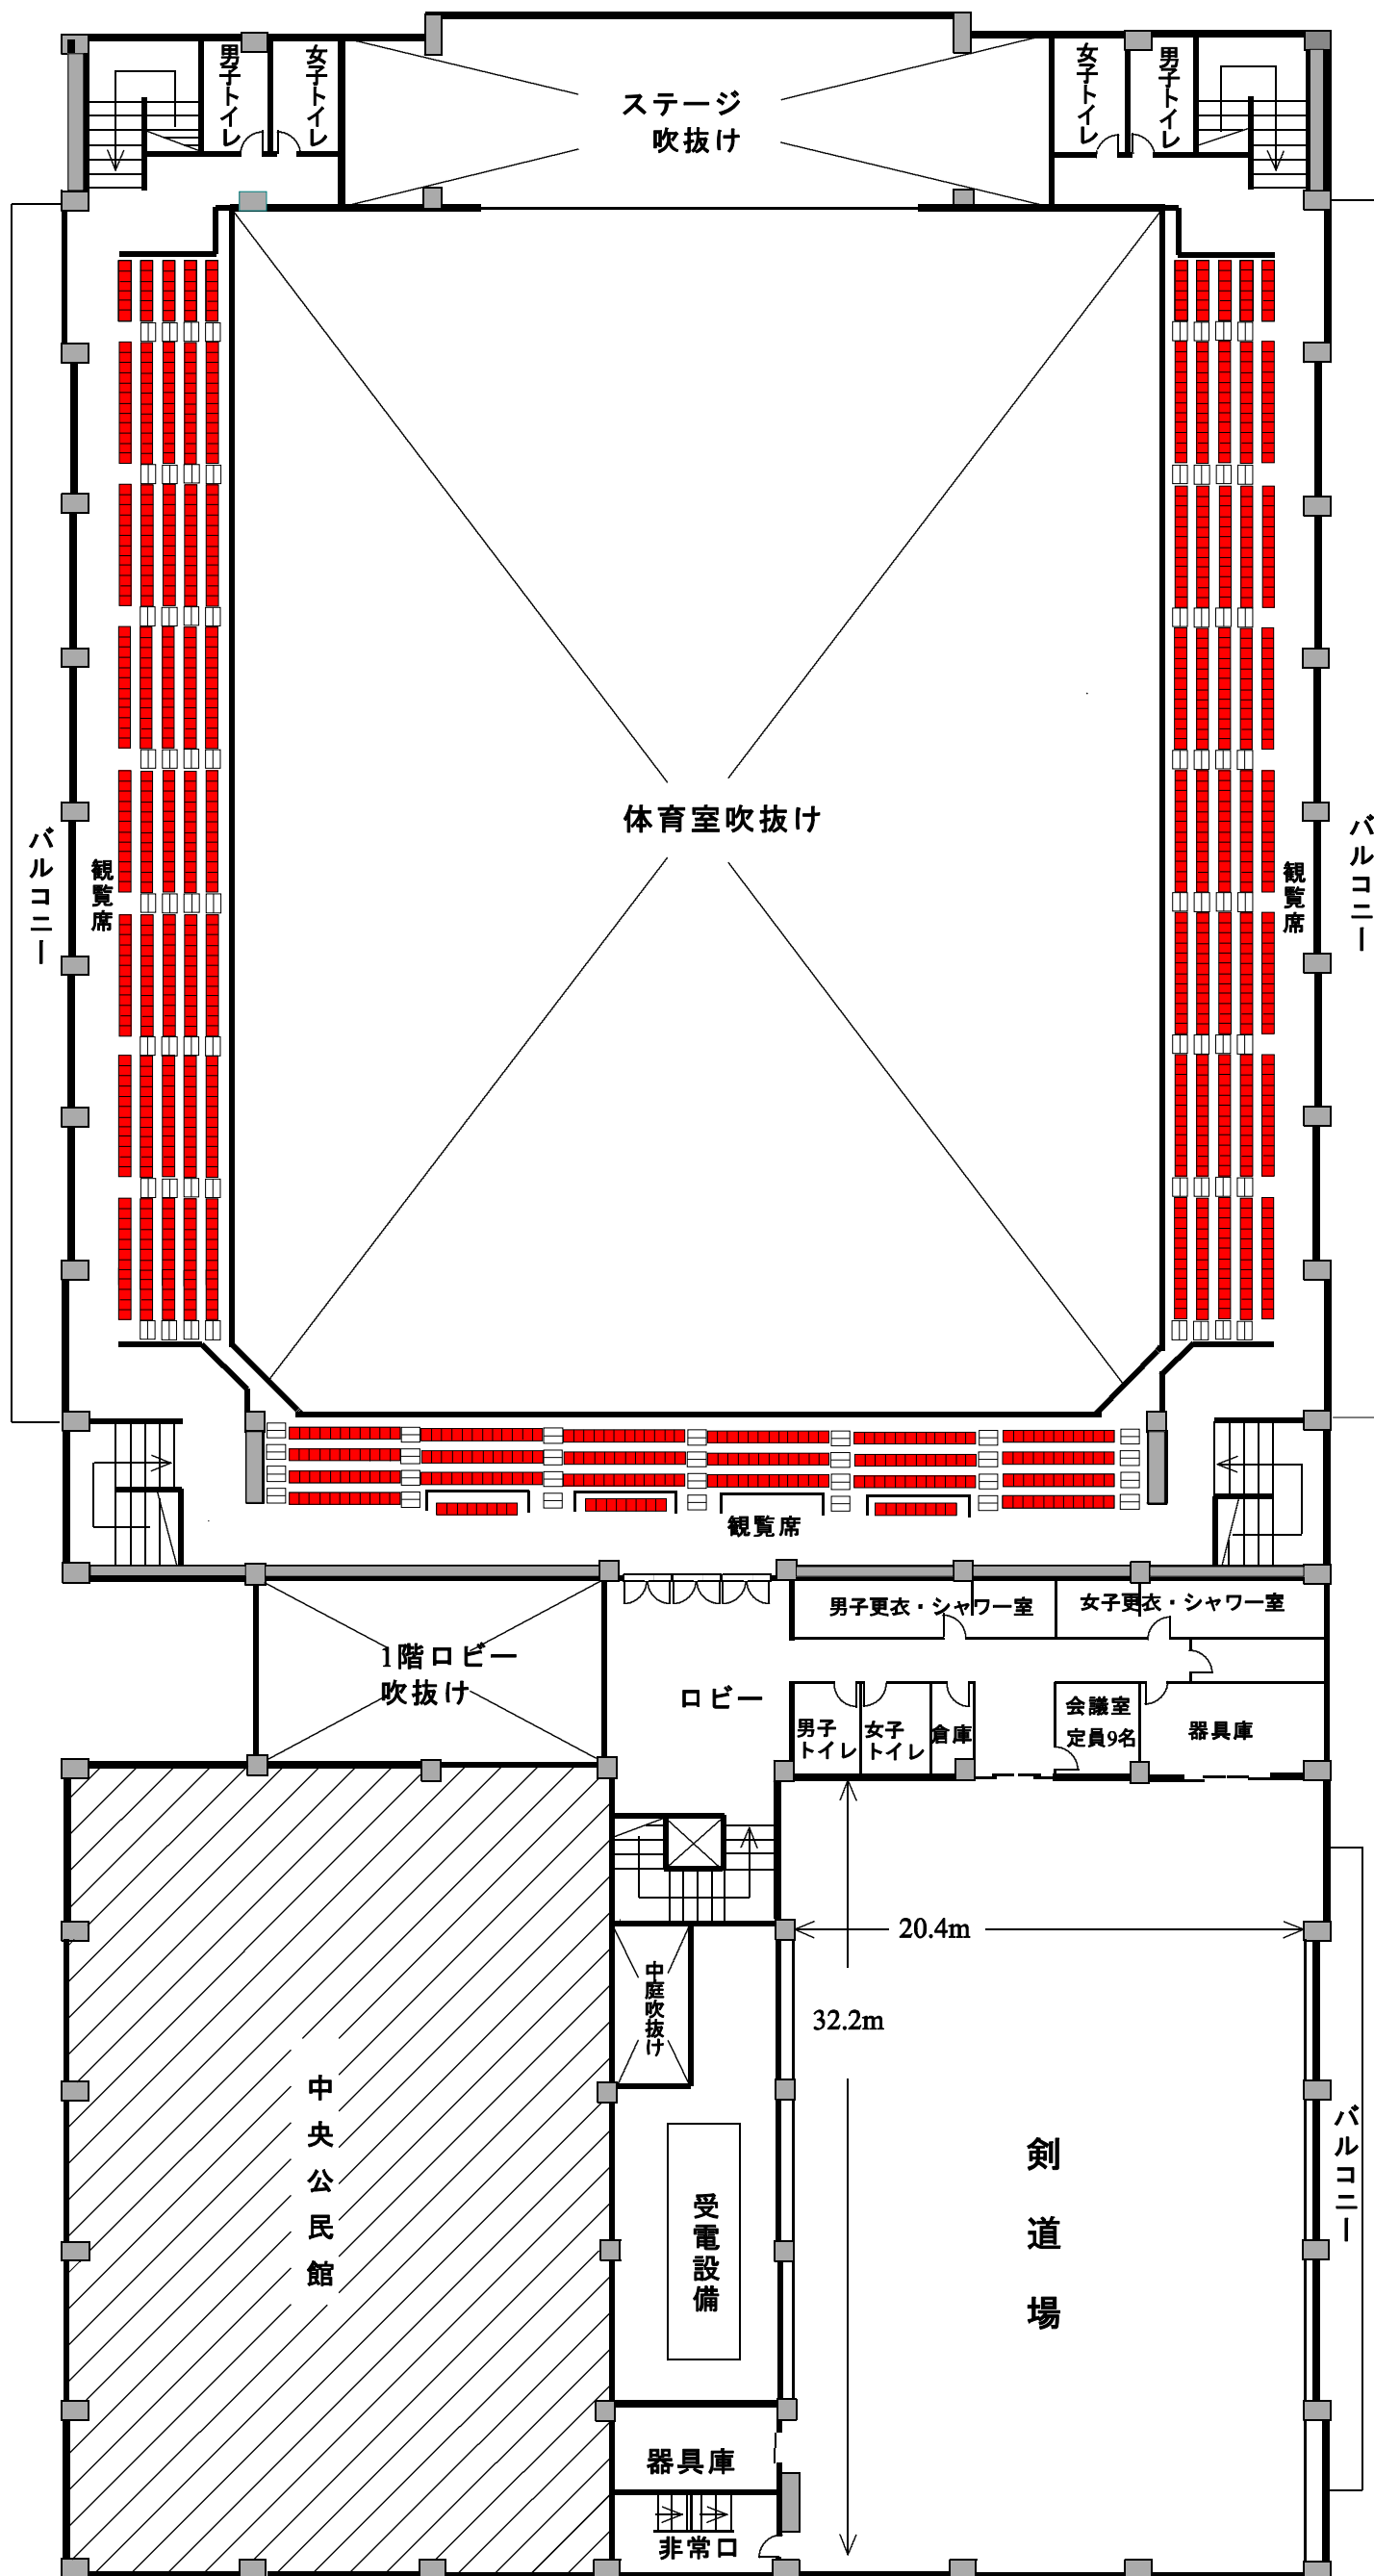 男子トイレ
女子トイレ
ステージ
吹抜け
女子トイレ
男子トイレ
体育室吹抜け
バルコニー
観覧席
観覧席
バルコニー
観覧席
男子更衣・シャワー室
女子更衣・シャワー室
1階ロビー
吹抜け
ロビー
男子
トイレ
女子
トイレ
倉庫
会議室
定員9名
器具庫
20.4m
中庭吹抜け
32.2m
中央公民館
剣道場
バルコニー
受電設備
器具庫
非常口